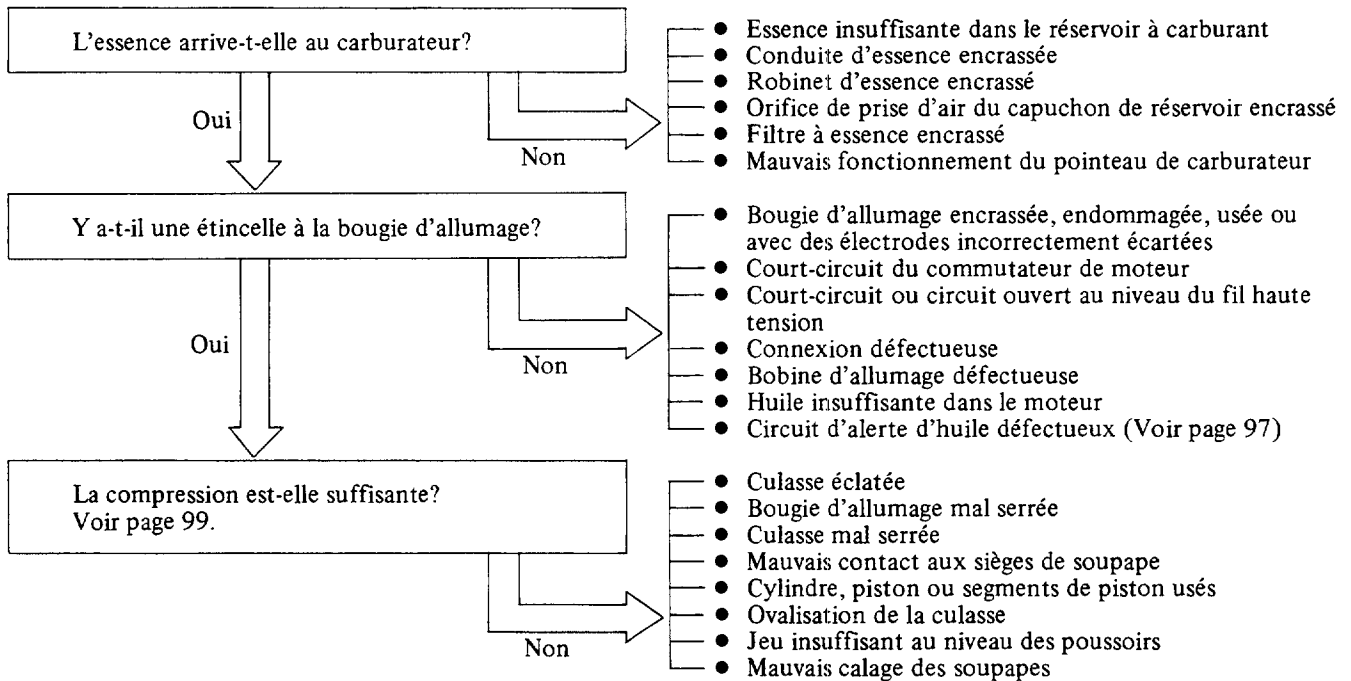 L'essence arrive-t-elle au carburateur?
Oui
Non
● Essence insuffisante dans le réservoir à carburant
● Conduite d'essence encrassée
● Robinet d'essence encrassé
● Orifice de prise d'air du capuchon de réservoir encrassé
● Filtre à essence encrassé
● Mauvais fonctionnement du pointeau de carburateur
Y a-t-il une étincelle à la bougie d'allumage?
Oui
Non
● Bougie d'allumage encrassée, endommagée, usée ou
avec des électrodes incorrectement écartées
● Court-circuit du commutateur de moteur
● Court-circuit ou circuit ouvert au niveau du fil haute
tension
● Connexion défectueuse
● Bobine d'allumage défectueuse
● Huile insuffisante dans le moteur
● Circuit d'alerte d'huile défectueux (Voir page 97)
La compression est-elle suffisante?
Voir page 99.
Non
● Culasse éclatée
● Bougie d'allumage mal serrée
● Culasse mal serrée
● Mauvais contact aux sièges de soupape
● Cylindre, piston ou segments de piston usés
● Ovalisation de la culasse
● Jeu insuffisant au niveau des poussoirs
● Mauvais calage des soupapes